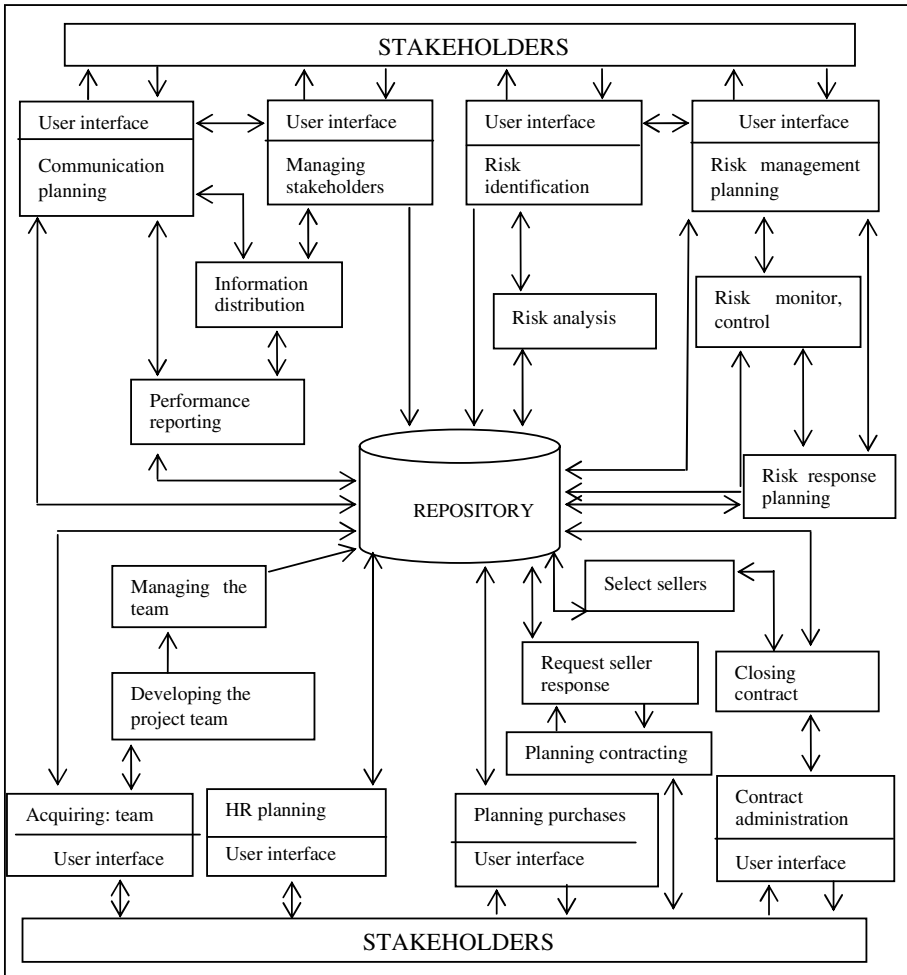 STAKEHOLDERS
User interface
Communication
planning
User interface
Managing
stakeholders
User interface
Risk
identification
User interface
Risk management
planning
Information
distribution
Risk analysis
Risk monitor,
control
Performance
reporting
Risk response
planning
REPOSITORY
Managing the
team
Select sellers
Developing the
project team
Request seller
response
Closing
contract
Planning contracting
Acquiring: team
User interface
HR planning
User interface
Planning purchases
User interface
Contract
administration
User interface
STAKEHOLDERS